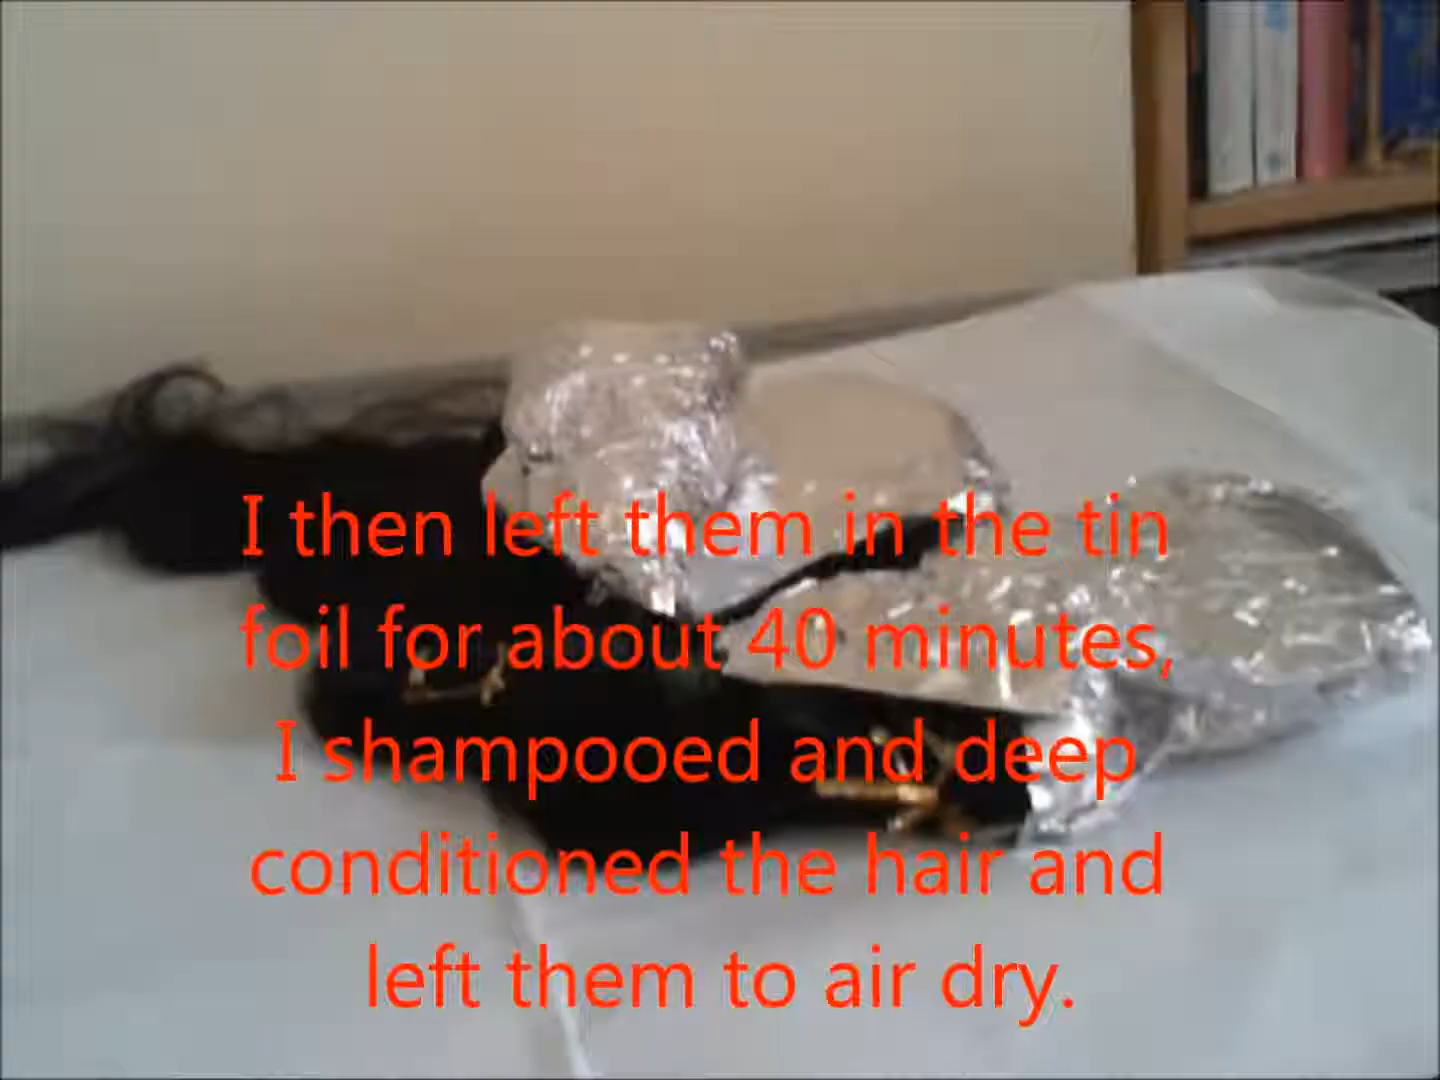 I then left them in the tin
foil for about 40 minutes,
I shampooed and deep
conditioned the hair and
left them to air dry.